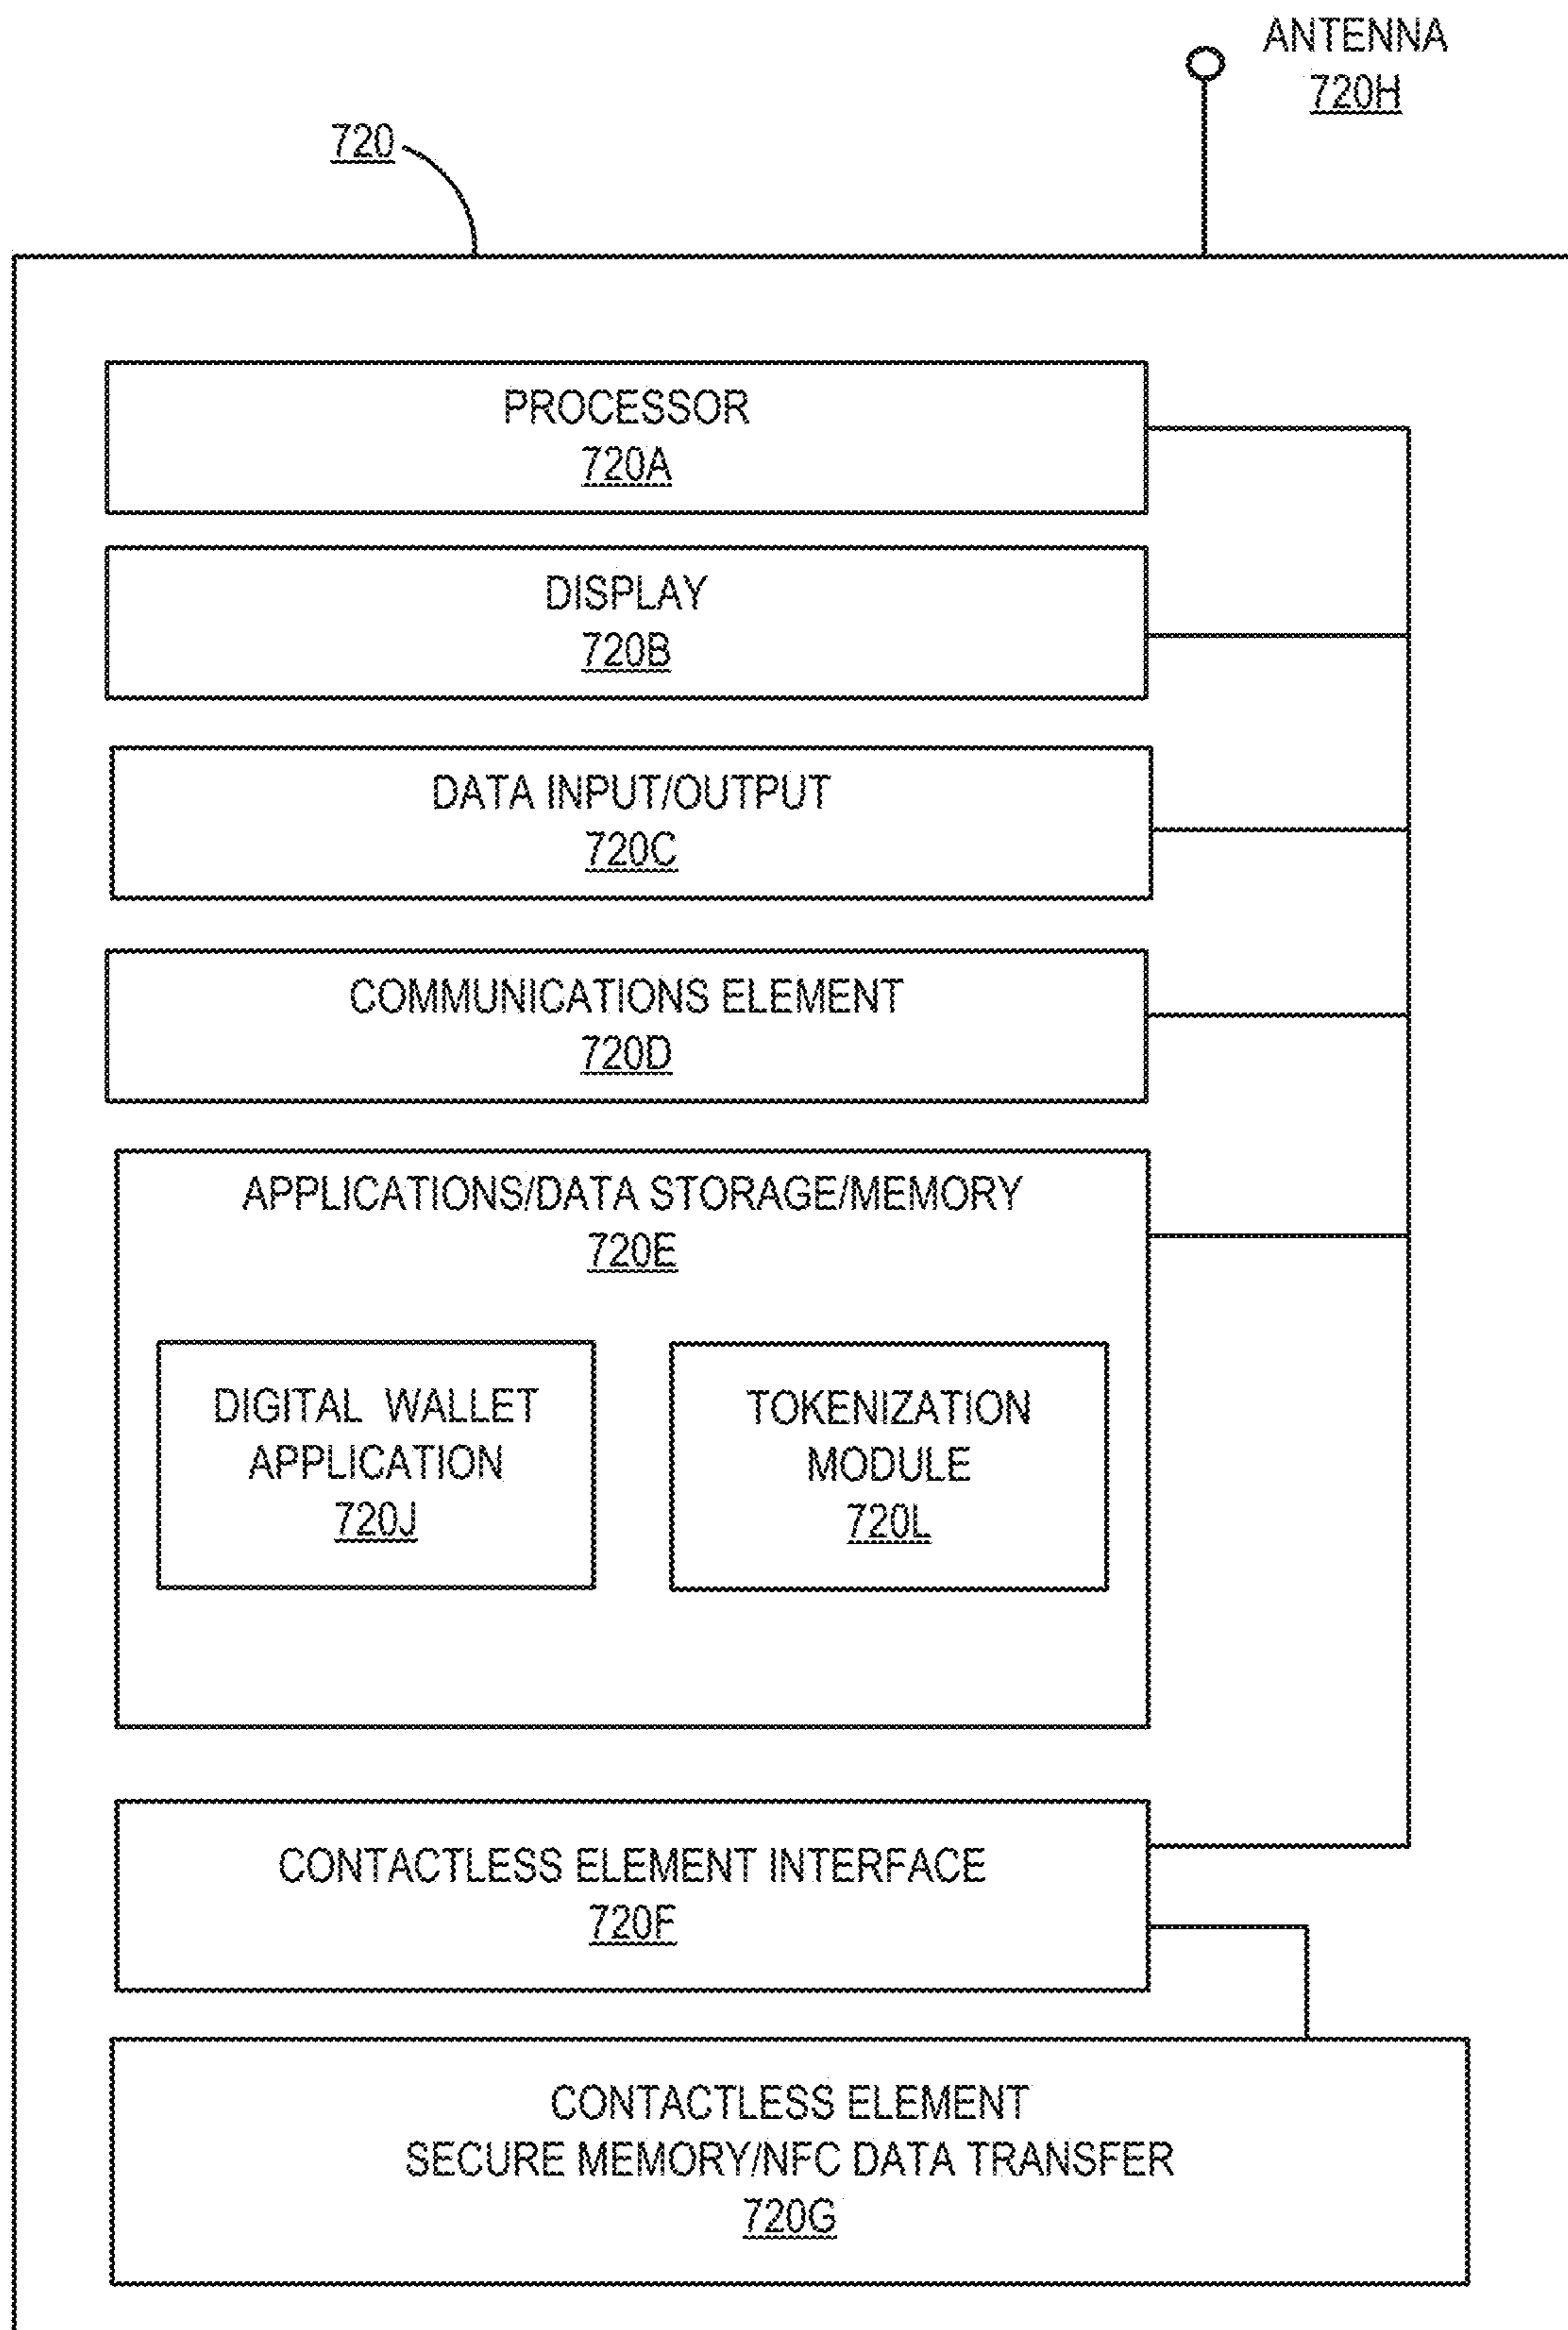 ANTENNA
720H
720
PROCESSOR
720A
DISPLAY
720B
DATA INPUT/OUTPUT
720C
COMMUNICATIONS ELEMENT
720D
APPLICATIONS/DATA STORAGE/MEMORY
720E
DIGITAL WALLET
APPLICATION
720J
TOKENIZATION
MODULE
720L
CONTACTLESS ELEMENT INTERFACE
720F
CONTACTLESS ELEMENT
SECURE MEMORY/NFC DATA TRANSFER
720G